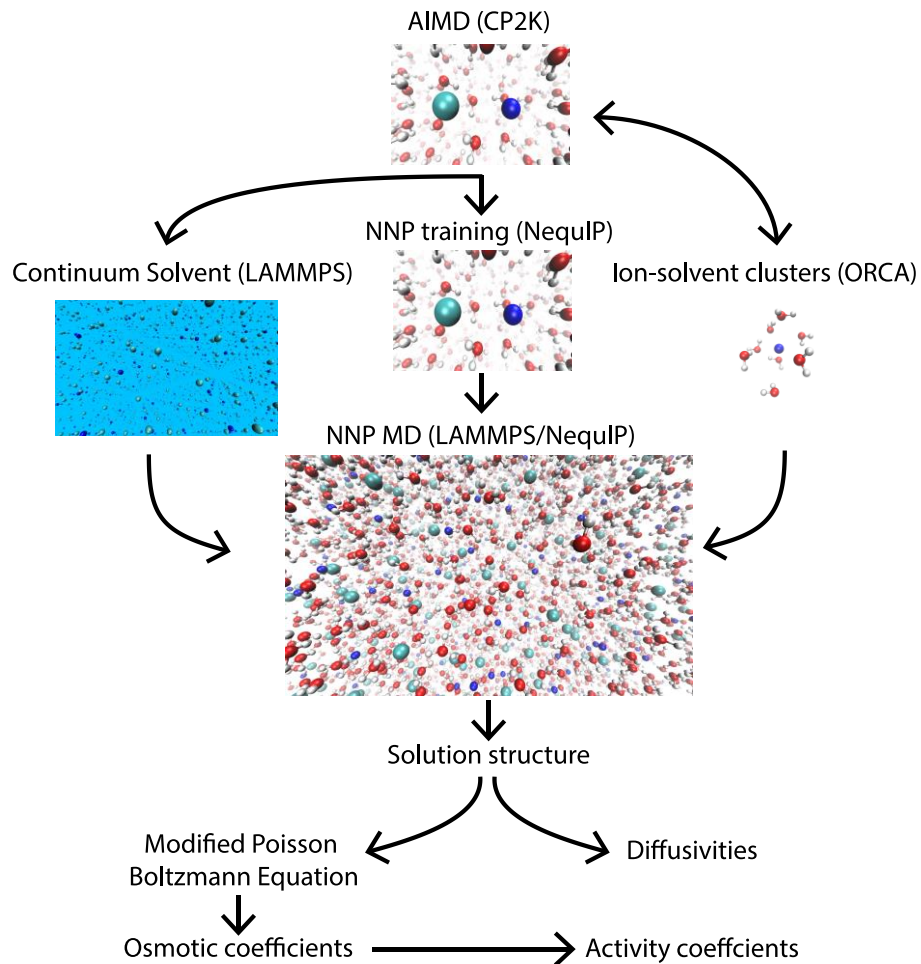 AIMD (CP2K)
NNP training (NequIP)
Continuum Solvent (LAMMPS)
Ion-solvent clusters (ORCA)
NNP MD (LAMMPS/NequIP)
Solution structure
Modified Poisson
Boltzmann Equation
Diffusivities
Osmotic coefficients
Activity coeffcients